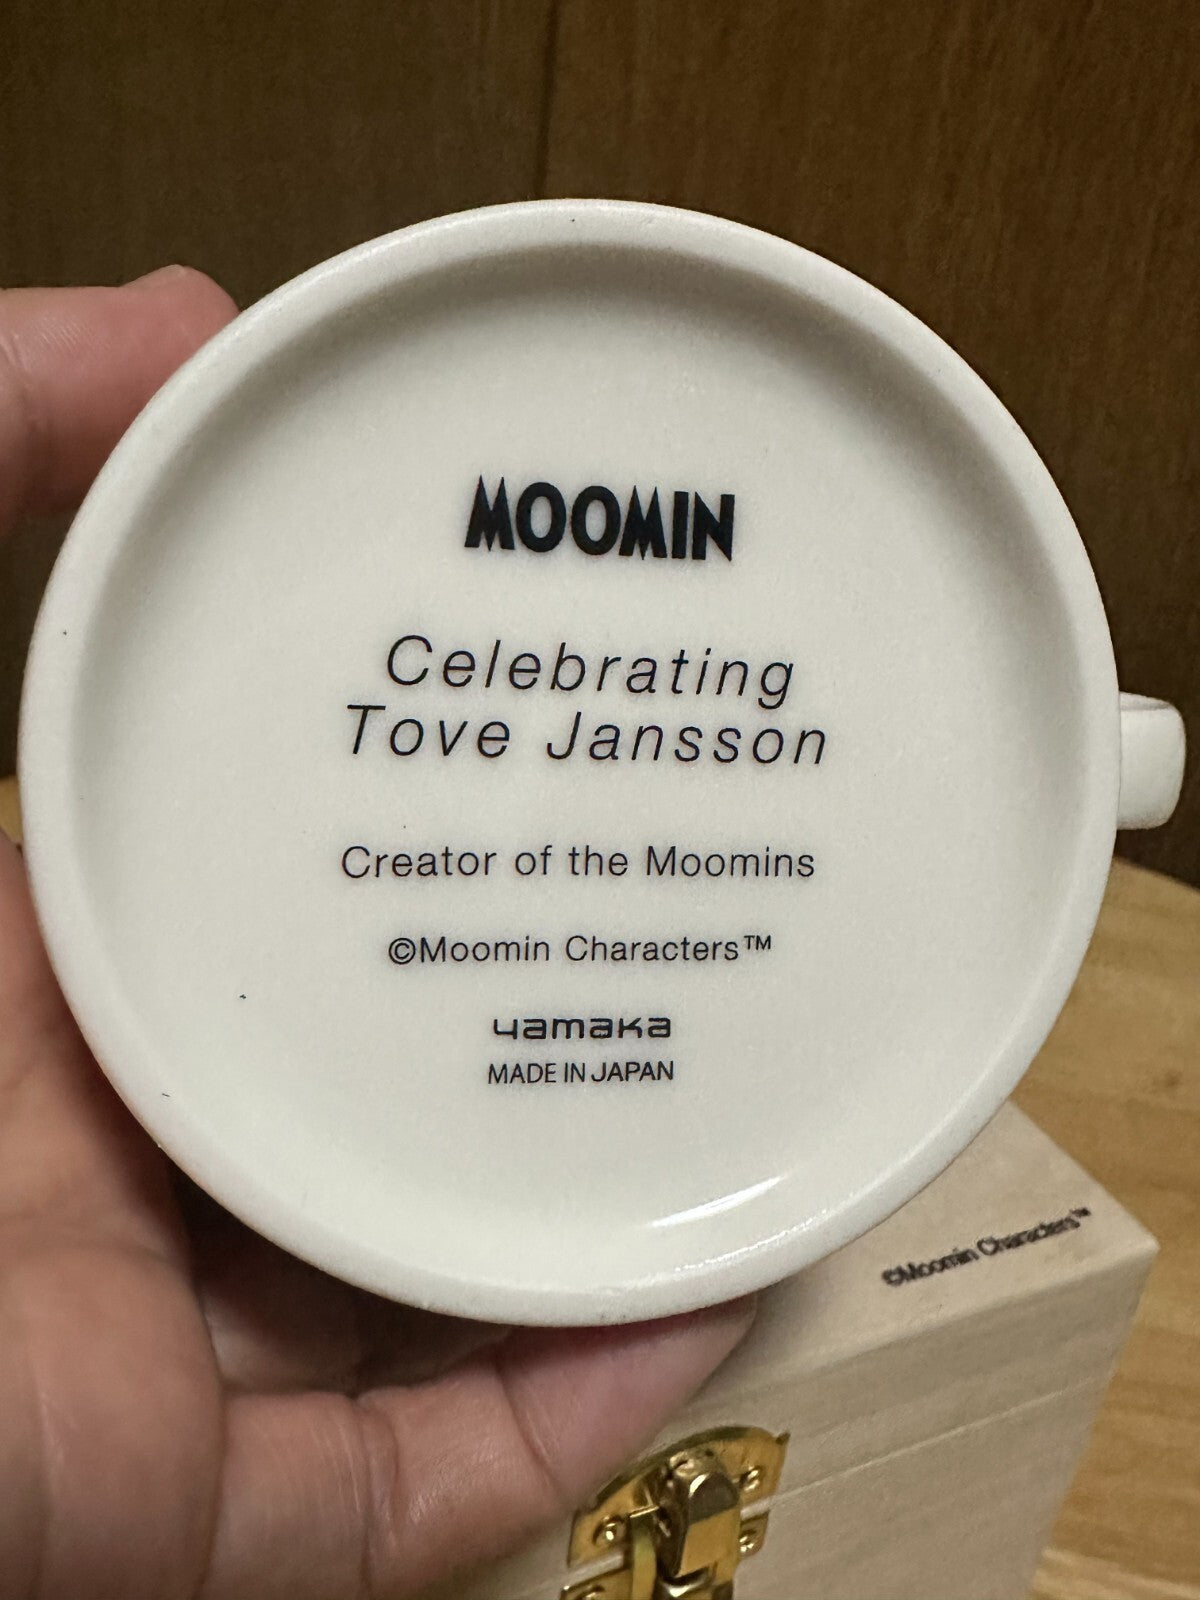 MOOMIN
Celebrating
Tove Jansson
Creator of the Moomins
©Moomin Characters™
yamaka
MADE IN JAPAN
©Moomin Characters™